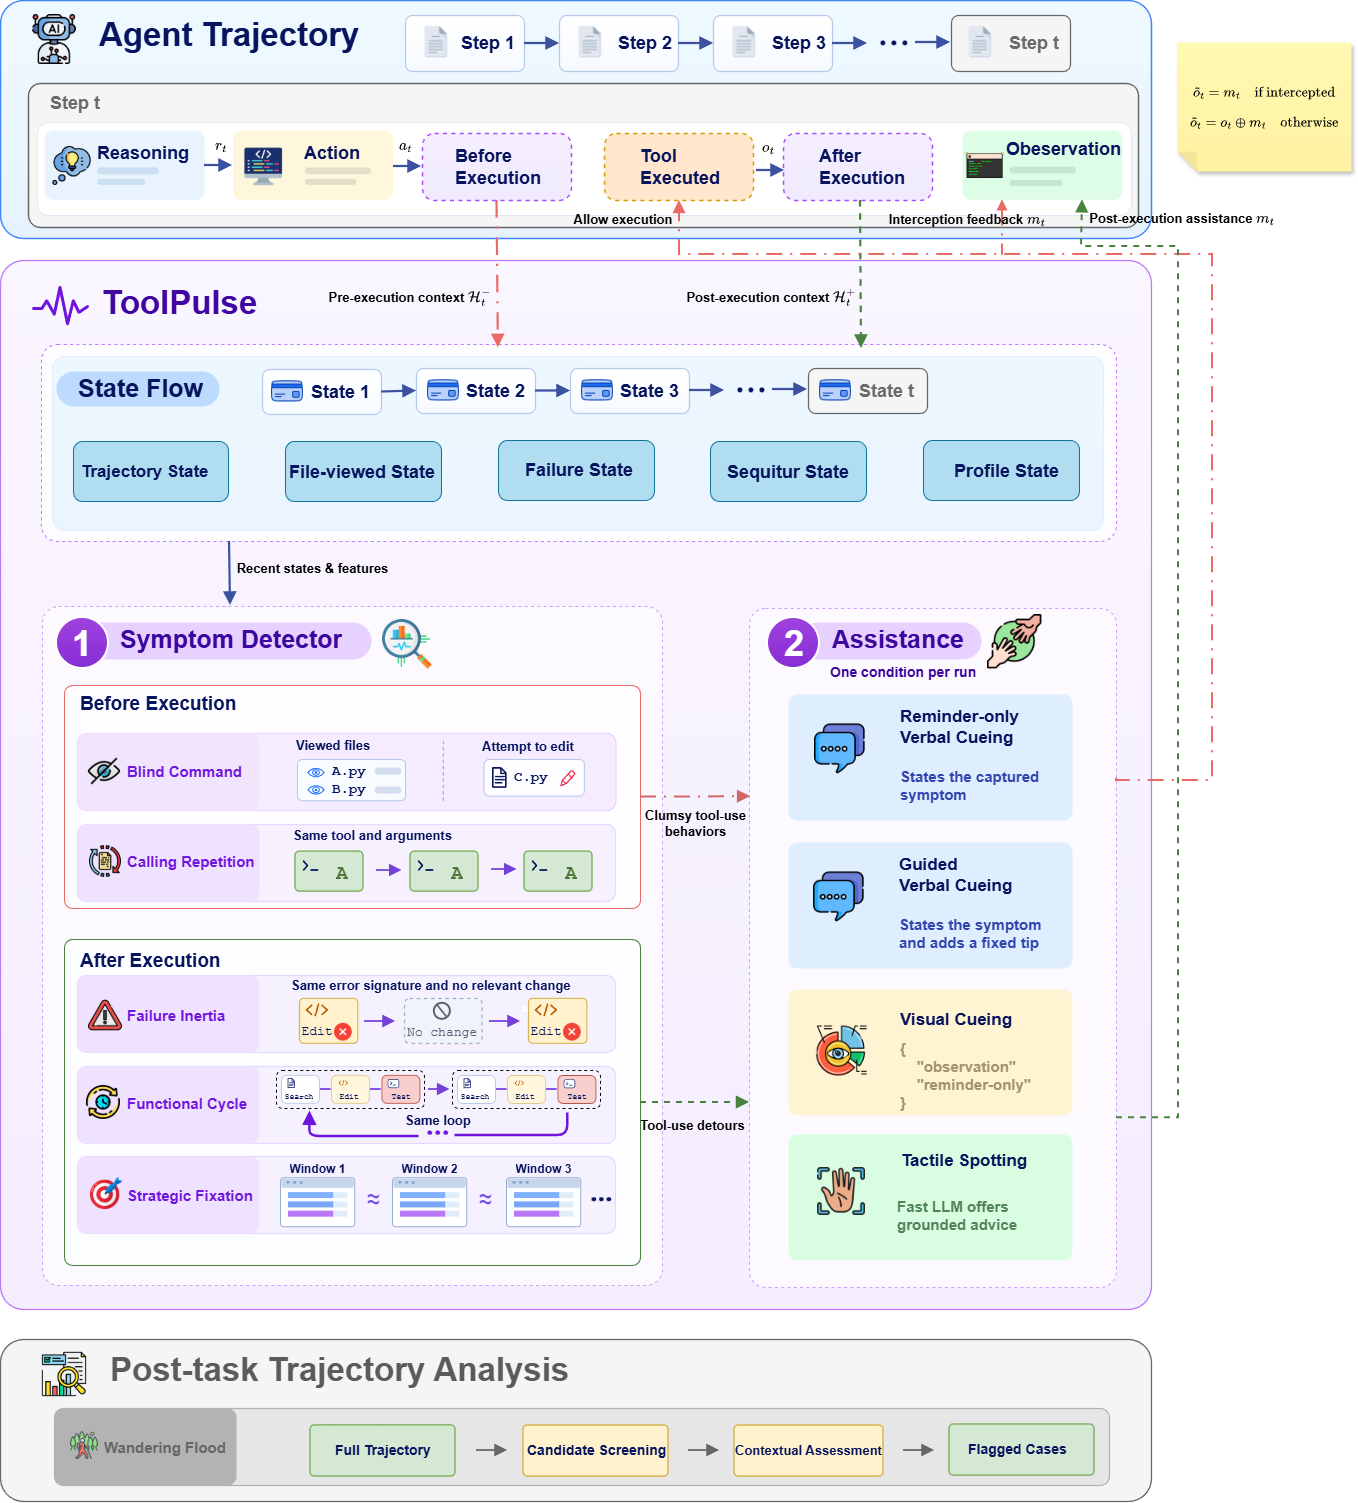 Agent Trajectory
Step 1
Step 2
Step 3
...
Step t
õ_t = m_t if intercepted
õ_t = o_t ⊕ m_t otherwise
Step t
Reasoning
r_t
Action
a_t
Before
Execution
Tool
Executed
o_t
After
Execution
Obeservation
Allow execution
Interception feedback m_t
Post-execution assistance m_t
ToolPulse
Pre-execution context H_t^-
Post-execution context H_t^+
State Flow
State 1
State 2
State 3
...
State t
Trajectory State
File-viewed State
Failure State
Sequitur State
Profile State
Recent states & features
1
Symptom Detector
Before Execution
Blind Command
Viewed files
A.py
B.py
Attempt to edit
C.py
Calling Repetition
Same tool and arguments
>_ A
>_ A
>_ A
Clumsy tool-use
behaviors
After Execution
Failure Inertia
Same error signature and no relevant change
</>
Edit
No change
</>
Edit
Functional Cycle
Search
Edit
Test
Search
Edit
Test
Same loop
...
Tool-use detours
Strategic Fixation
Window 1
≈
Window 2
≈
Window 3
...
2
Assistance
One condition per run
Reminder-only
Verbal Cueing
States the captured
symptom
Guided
Verbal Cueing
States the symptom
and adds a fixed tip
Visual Cueing
{
"observation"
"reminder-only"
}
Tactile Spotting
Fast LLM offers
grounded advice
Post-task Trajectory Analysis
Wandering Flood
Full Trajectory
Candidate Screening
Contextual Assessment
Flagged Cases